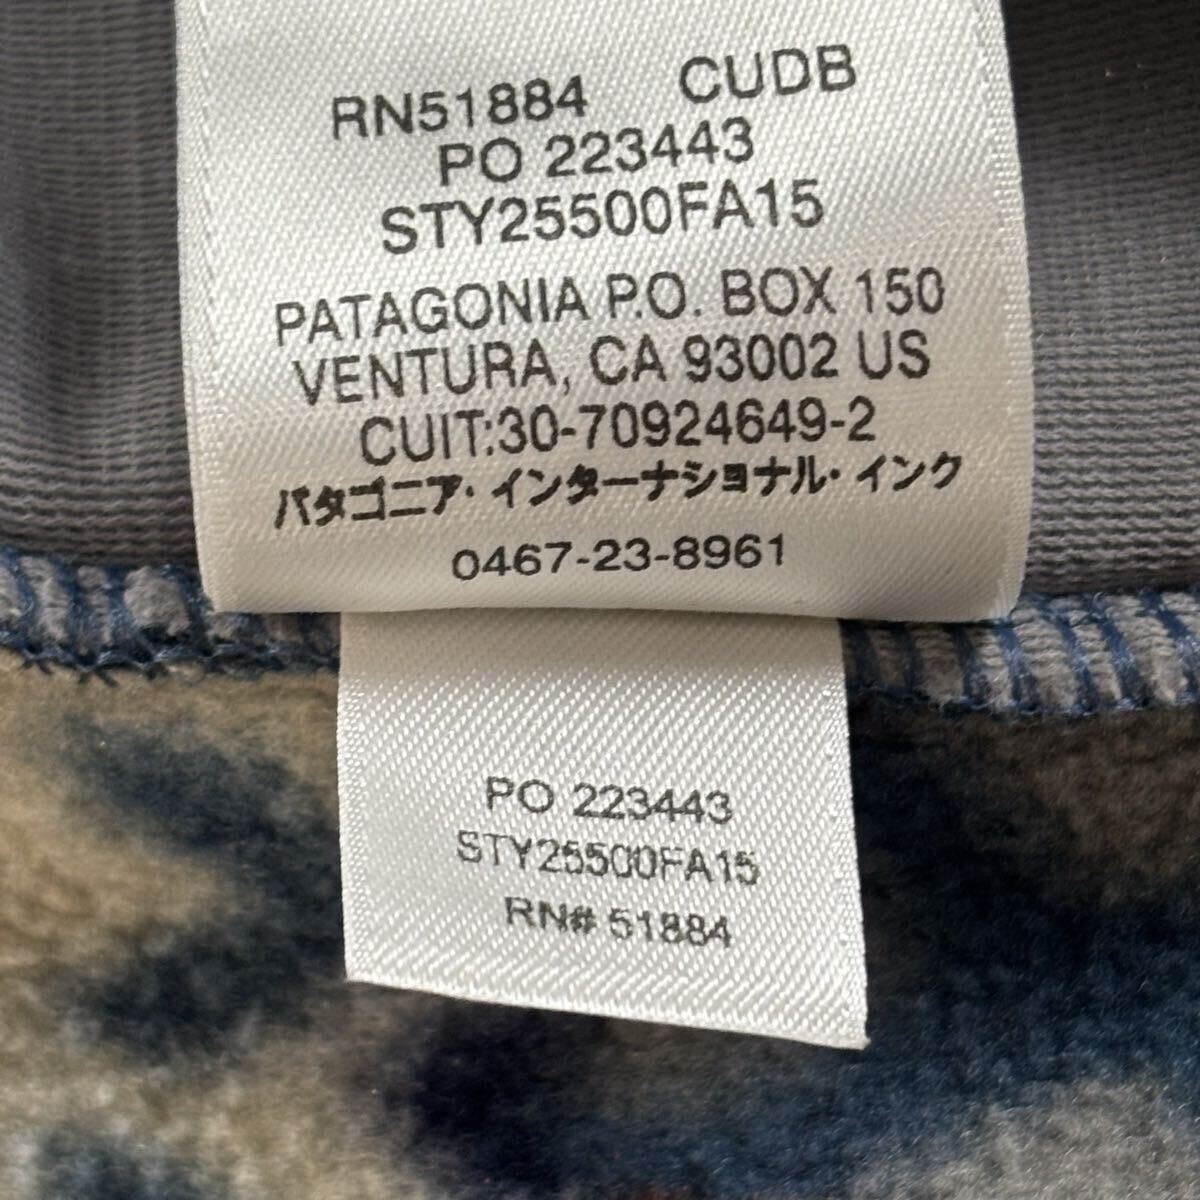 RN51884 CUDB
PO 223443
STY25500FA15
PATAGONIA P.O. BOX 150
VENTURA, CA 93002 US
CUIT:30-70924649-2
パタゴニア・インターナショナル・インク
0467-23-8961
PO 223443
STY25500FA15
RN# 51884